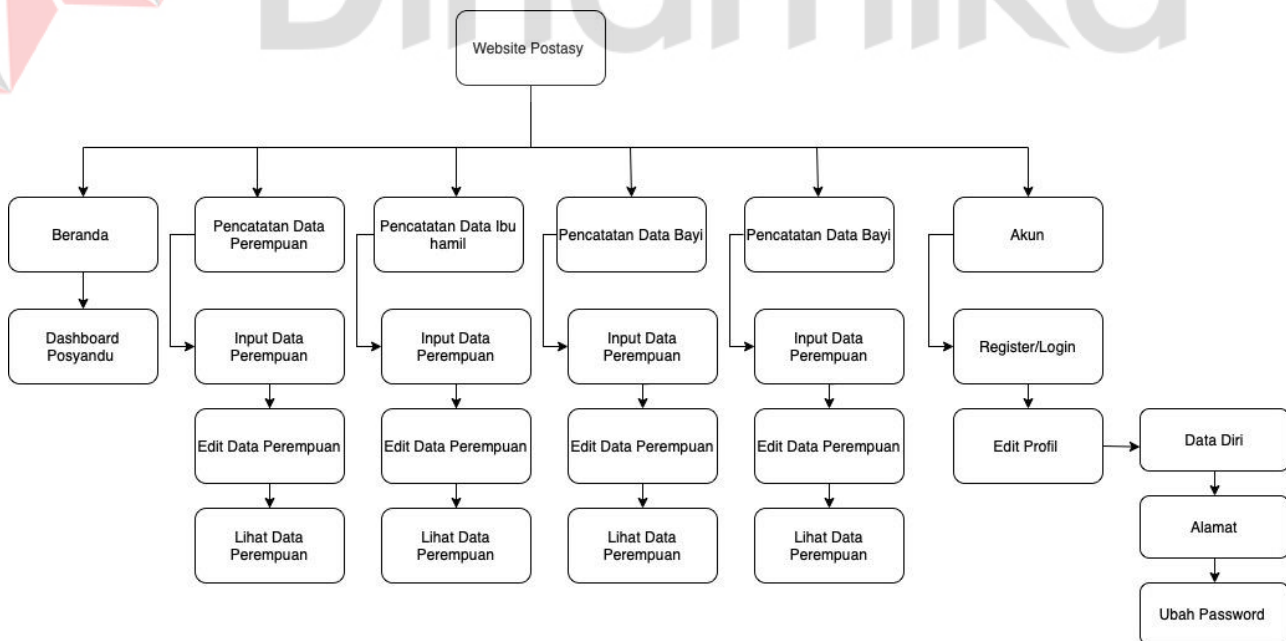 Dinamika
Website Postasy
Beranda
Pencatatan Data
Perempuan
Pencatatan Data Ibu
hamil
Pencatatan Data Bayi
Pencatatan Data Bayi
Akun
Dashboard
Posyandu
Input Data
Perempuan
Input Data
Perempuan
Input Data
Perempuan
Input Data
Perempuan
Register/Login
Edit Data Perempuan
Edit Data Perempuan
Edit Data Perempuan
Edit Data Perempuan
Edit Profil
Data Diri
Lihat Data
Perempuan
Lihat Data
Perempuan
Lihat Data
Perempuan
Lihat Data
Perempuan
Alamat
Ubah Password